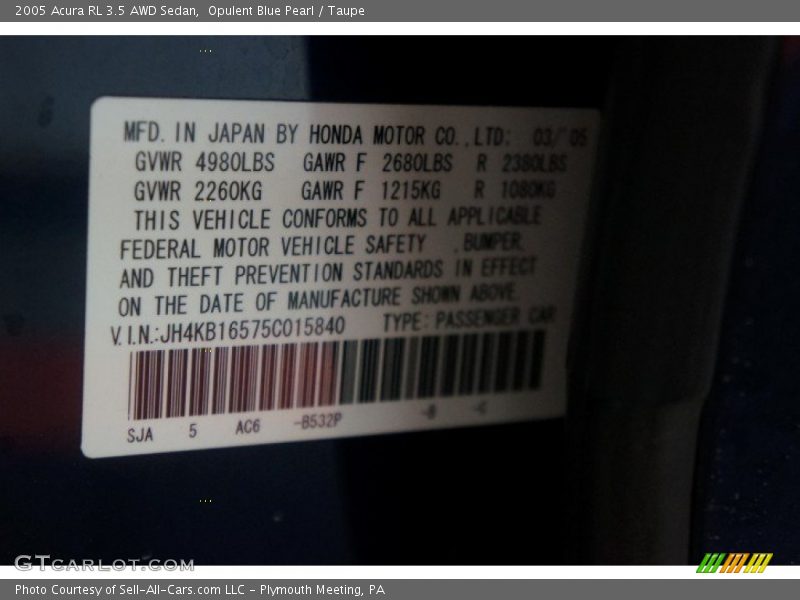 2005 Acura RL 3.5 AWD Sedan,  Opulent Blue Pearl / Taupe
MFD. IN JAPAN BY HONDA MOTOR CO.,LTD: 03/'05
GVWR 4980LBS GAWR F 2680LBS R 2380LBS
GVWR 2260KG GAWR F 1215KG R 1080KG
THIS VEHICLE CONFORMS TO ALL APPLICABLE
FEDERAL MOTOR VEHICLE SAFETY ,BUMPER,
AND THEFT PREVENTION STANDARDS IN EFFECT
ON THE DATE OF MANUFACTURE SHOWN ABOVE
V.I.N.:JH4KB16575C015840 TYPE: PASSENGER CAR
SJA 5 AC6 -B532P
GTcarlot.com
Photo Courtesy of Sell-All-Cars.com LLC - Plymouth Meeting, PA